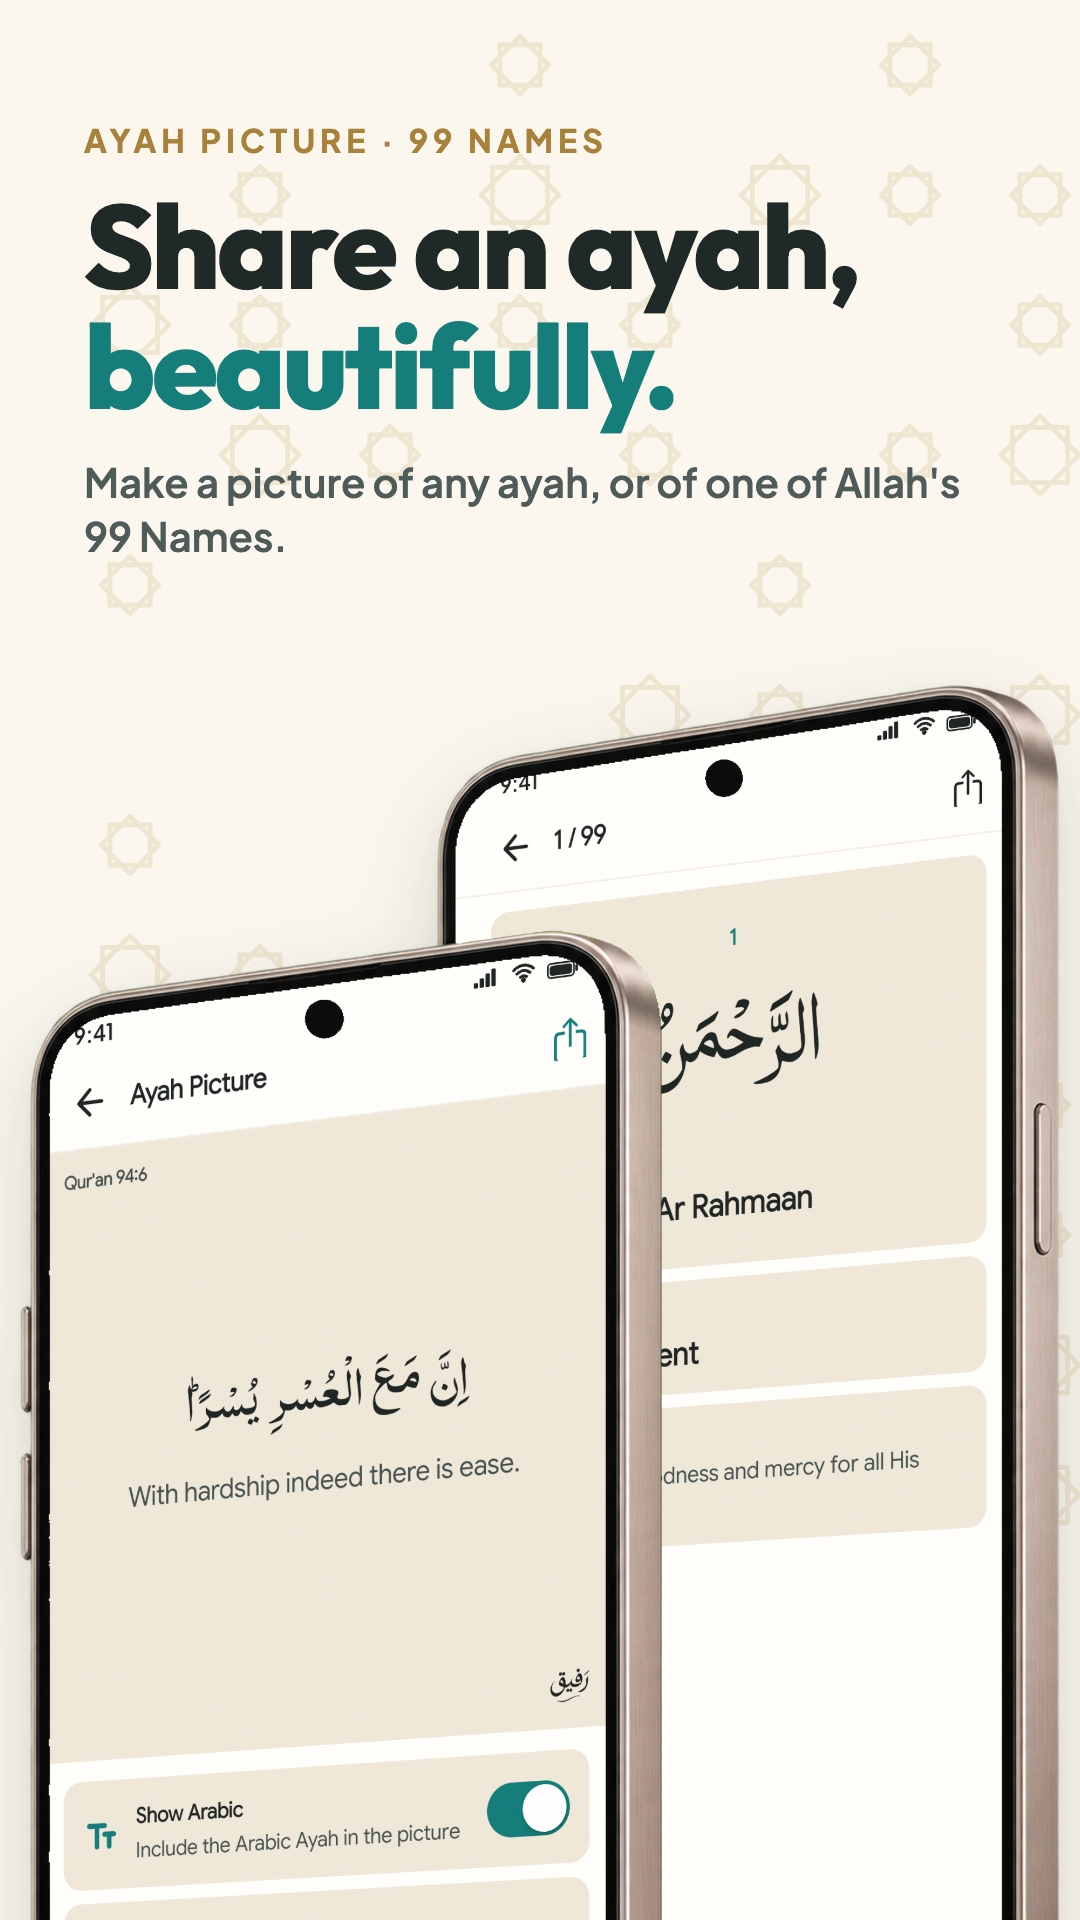 AYAH PICTURE · 99 NAMES
Share an ayah,
beautifully.
Make a picture of any ayah, or of one of Allah's
99 Names.
9:41
1 / 99
1
الرَّحْمَنُ
Ar Rahmaan
ent
dness and mercy for all His
9:41
Ayah Picture
Qur'an 94:6
اِنَّ مَعَ الْعُسْرِ يُسْرًاؕ
With hardship indeed there is ease.
رَفيق
Show Arabic
Include the Arabic Ayah in the picture